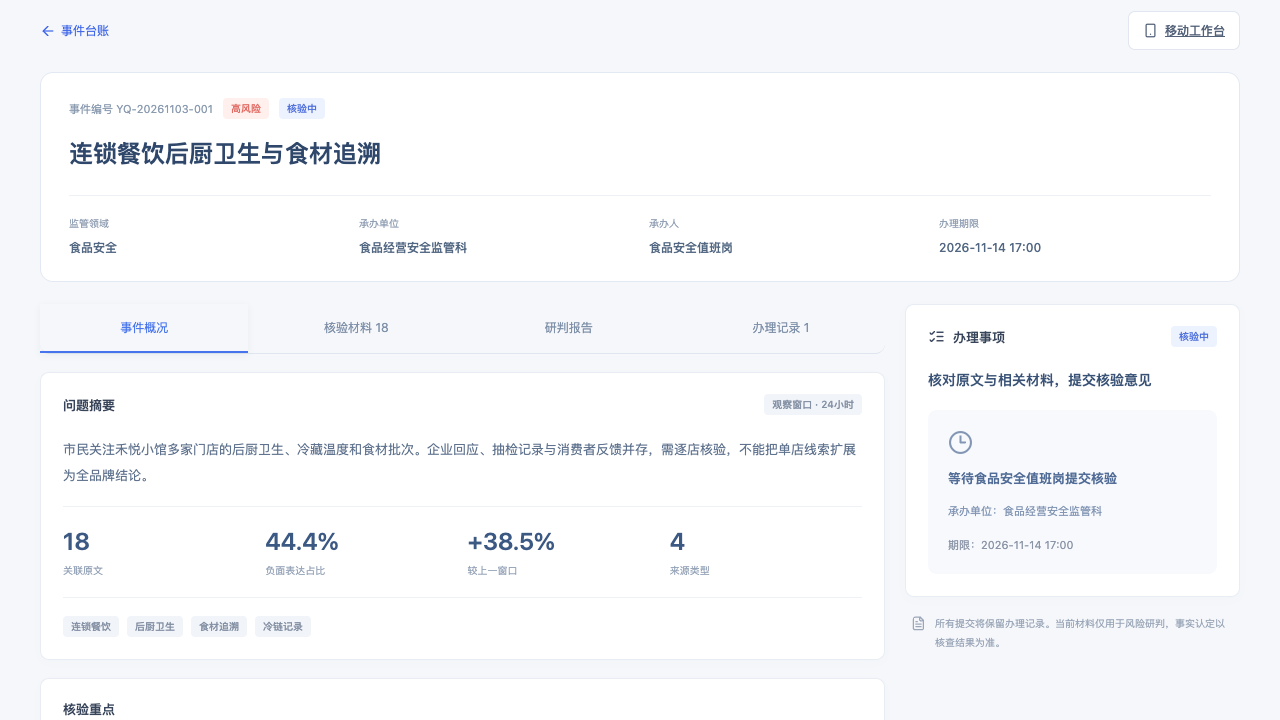 事件台账
移动工作台
事件编号 YQ-20261103-001 高风险 核验中
连锁餐饮后厨卫生与食材追溯
监管领域 承办单位 承办人 办理期限
食品安全 食品经营安全监管科 食品安全值班岗 2026-11-14 17:00
事件概况 核验材料 18 研判报告 办理记录 1
问题摘要 观察窗口 · 24小时
市民关注禾悦小馆多家门店的后厨卫生、冷藏温度和食材批次。企业回应、抽检记录与消费者反馈并存，需逐店核验，不能把单店线索扩展
为全品牌结论。
18 44.4% +38.5% 4
关联原文 负面表达占比 较上一窗口 来源类型
连锁餐饮 后厨卫生 食材追溯 冷链记录
核验重点
办理事项 核验中
核对原文与相关材料，提交核验意见
等待食品安全值班岗提交核验
承办单位：食品经营安全监管科
期限：2026-11-14 17:00
所有提交将保留办理记录。当前材料仅用于风险研判，事实认定以
核查结果为准。